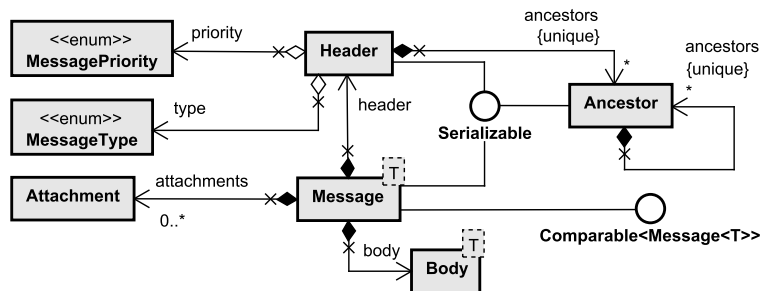 ancestors
{unique}
<<enum>>
MessagePriority
priority
Header
*
ancestors
{unique}
*
<<enum>>
MessageType
type
header
Serializable
Ancestor
Attachment
attachments
0..*
T
Message
Comparable<Message<T>>
body
T
Body